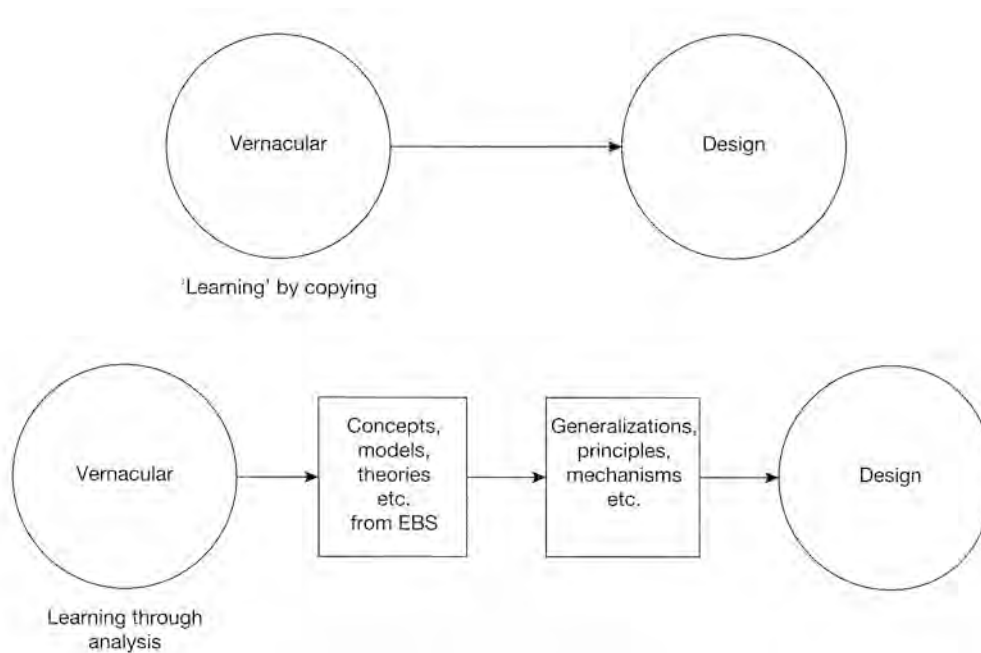 Vernacular
Design
'Learning' by copying
Vernacular
Concepts,
models,
theories
etc.
from EBS
Generalizations,
principles,
mechanisms
etc.
Design
Learning through
analysis